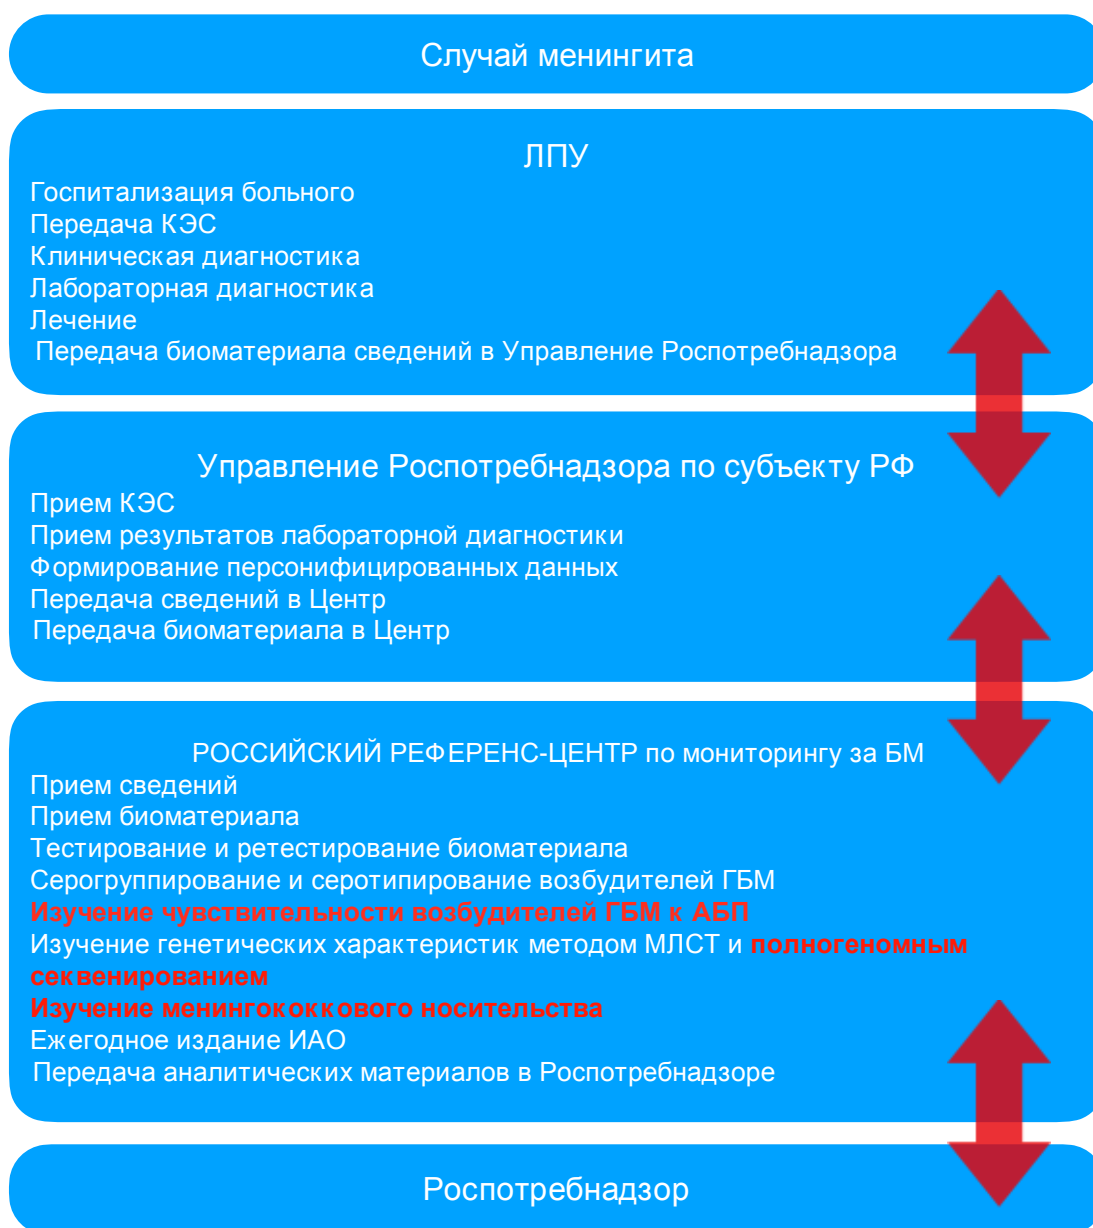 Случай менингита
ЛПУ
Госпитализация больного
Передача КЭС
Клиническая диагностика
Лабораторная диагностика
Лечение
Передача биоматериала сведений в Управление Роспотребнадзора
Управление Роспотребнадзора по субъекту РФ
Прием КЭС
Прием результатов лабораторной диагностики
Формирование персонифицированных данных
Передача сведений в Центр
Передача биоматериала в Центр
РОССИЙСКИЙ РЕФЕРЕНС-ЦЕНТР по мониторингу за БМ
Прием сведений
Прием биоматериала
Тестирование и ретестирование биоматериала
Серогруппирование и серотипирование возбудителей ГБМ
Изучение чувствительности возбудителей ГБМ к АБП
Изучение генетических характеристик методом МЛСТ и полногеномным
секвенированием
Изучение менингококкового носительства
Ежегодное издание ИАО
Передача аналитических материалов в Роспотребнадзоре
Роспотребнадзор